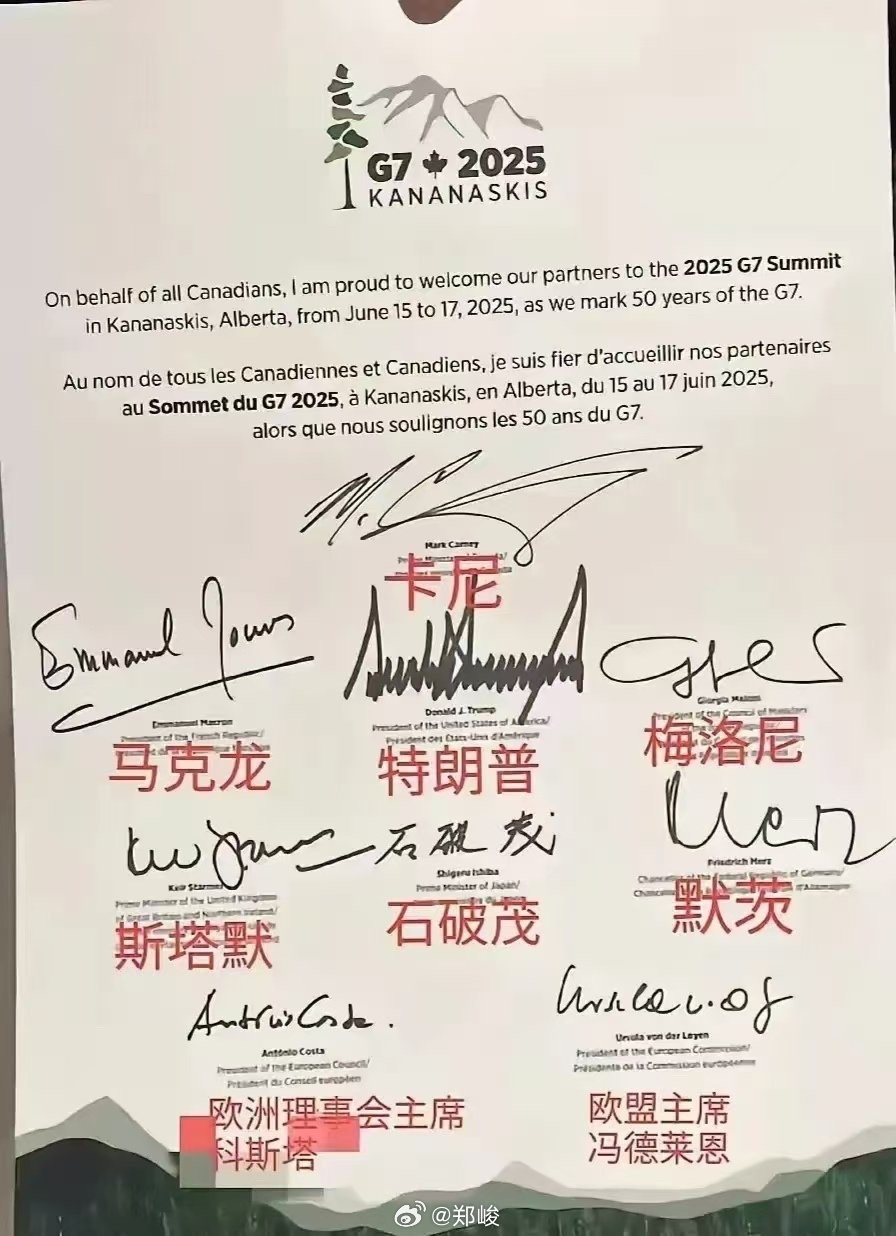 G7 2025
KANANASKIS
On behalf of all Canadians, I am proud to welcome our partners to the 2025 G7 Summit
in Kananaskis, Alberta, from June 15 to 17, 2025, as we mark 50 years of the G7.
Au nom de tous les Canadiennes et Canadiens, je suis fier d'accueillir nos partenaires
au Sommet du G7 2025, à Kananaskis, en Alberta, du 15 au 17 juin 2025,
alors que nous soulignons les 50 ans du G7.
M. C
Mark Carney
卡尼
Emmanuel
Emmanuel Macron
President of the French Republic/
马克龙
Donald J. Trump
President of the United States of America/
Président des États-Unis d'Amérique
特朗普
Giorgia Meloni
President of the Council of Ministers
梅洛尼
Keir Starmer
Prime Minister of the United Kingdom
of Great Britain and Northern Ireland/
斯塔默
石破茂
Shigeru Ishiba
Prime Minister of Japan/
石破茂
Merz
Friedrich Merz
Chancellor of the Federal Republic of Germany/
默茨
António Costa
António Costa
President of the European Council/
Président du Conseil européen
欧洲理事会主席
科斯塔
Ursula von der Leyen
President of the European Commission/
Présidente de la Commission européenne
欧盟主席
冯德莱恩
@郑峻